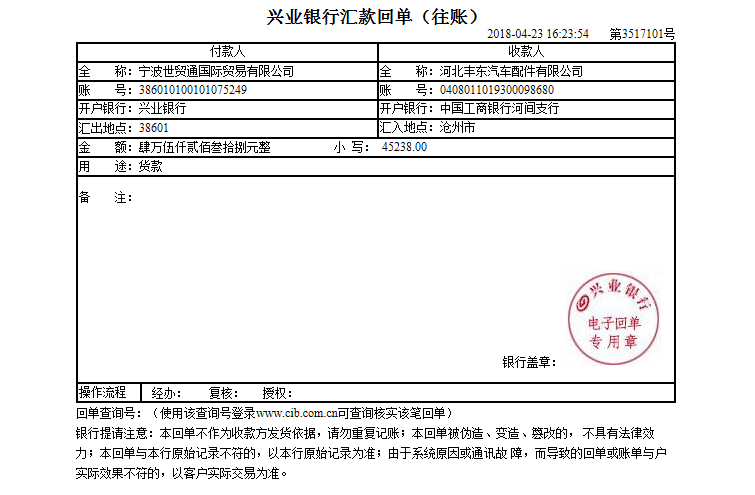 兴业银行汇款回单（往账）
2018-04-23 16:23:54 第3517101号
付款人 收款人
全 称：宁波世贸通国际贸易有限公司 全 称：河北丰东汽车配件有限公司
账 号：386010100101075249 账 号：0408011019300098680
开户银行：兴业银行 开户银行：中国工商银行河间支行
汇出地点：38601 汇入地点：沧州市
金 额：肆万伍仟贰佰叁拾捌元整 小 写： 45238.00
用 途：货款
备 注：
兴业银行
电子回单
专用章
银行盖章：
操作流程 经办： 复核： 授权：
回单查询号：（使用该查询号登录www.cib.com.cn可查询核实该笔回单）
银行提请注意：本回单不作为收款方发货依据，请勿重复记账；本回单被伪造、变造、篡改的， 不具有法律效
力；本回单与本行原始记录不符的，以本行原始记录为准；由于系统原因或通讯故 障，而导致的回单或账单与户
实际效果不符的，以客户实际交易为准。